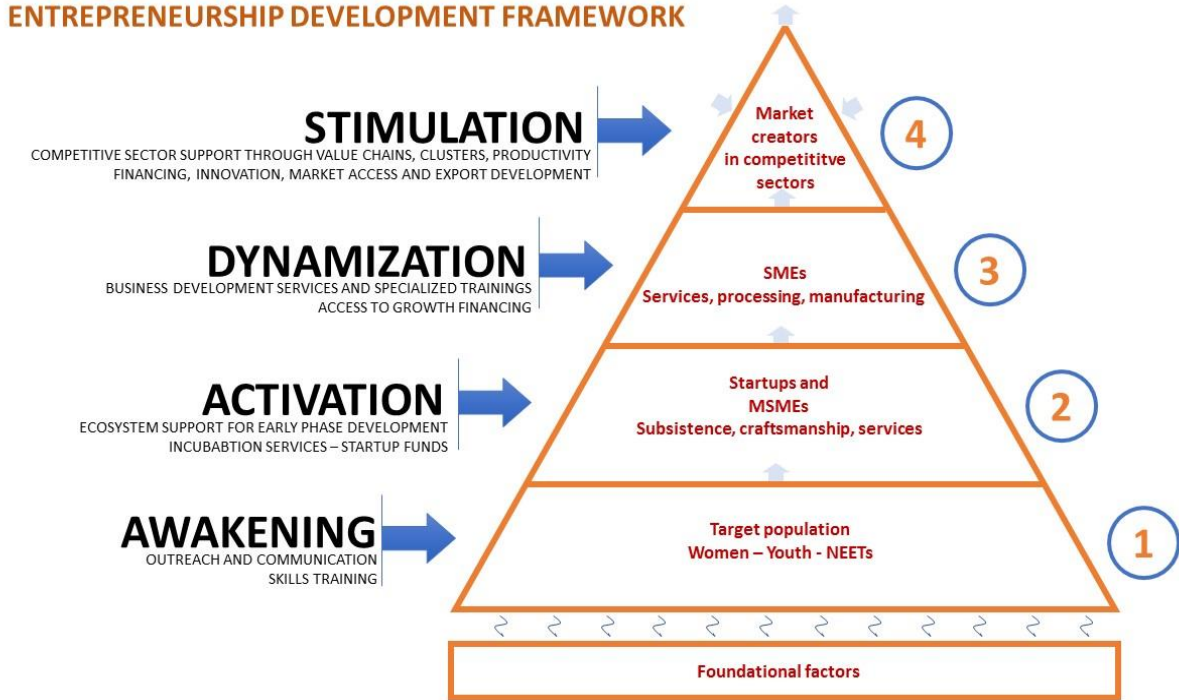 ENTREPRENEURSHIP DEVELOPMENT FRAMEWORK
STIMULATION
COMPETITIVE SECTOR SUPPORT THROUGH VALUE CHAINS, CLUSTERS, PRODUCTIVITY
FINANCING, INNOVATION, MARKET ACCESS AND EXPORT DEVELOPMENT
Market
creators
in competititve
sectors
4
DYNAMIZATION
BUSINESS DEVELOPMENT SERVICES AND SPECIALIZED TRAININGS
ACCESS TO GROWTH FINANCING
SMEs
Services, processing, manufacturing
3
ACTIVATION
ECOSYSTEM SUPPORT FOR EARLY PHASE DEVELOPMENT
INCUBABTION SERVICES – STARTUP FUNDS
Startups and
MSMEs
Subsistence, craftsmanship, services
2
AWAKENING
OUTREACH AND COMMUNICATION
SKILLS TRAINING
Target population
Women – Youth - NEETs
1
Foundational factors